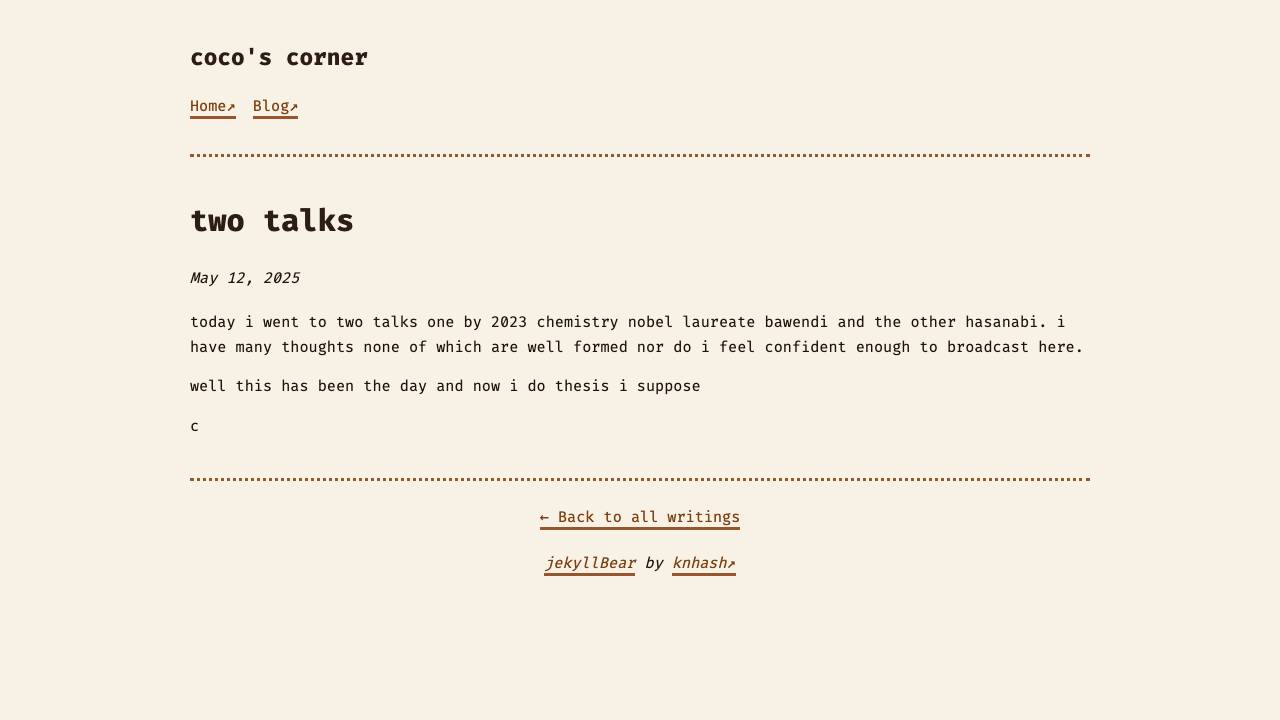 coco's corner
Home↗ Blog↗
two talks
May 12, 2025
today i went to two talks one by 2023 chemistry nobel laureate bawendi and the other hasanabi. i
have many thoughts none of which are well formed nor do i feel confident enough to broadcast here.
well this has been the day and now i do thesis i suppose
c
← Back to all writings
jekyllBear by knhash↗